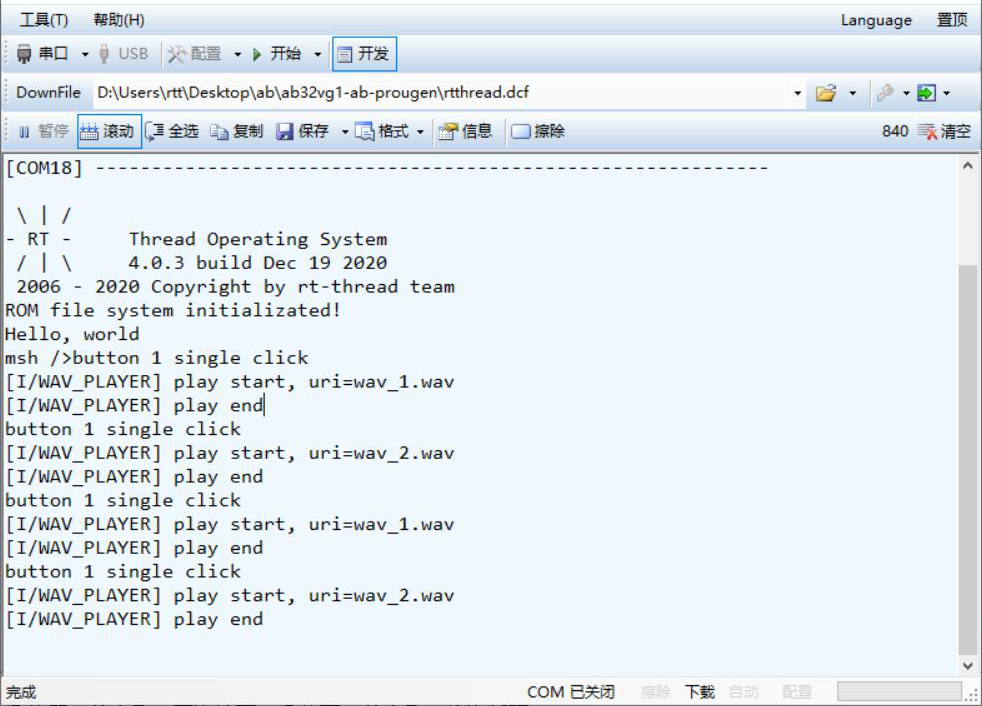 工具(T) 帮助(H) Language 置顶
串口 USB 配置 开始 开发
DownFile D:\Users\rtt\Desktop\ab\ab32vg1-ab-prougen\rtthread.dcf
暂停 滚动 全选 复制 保存 格式 信息 擦除 840 清空
[COM18] ------------------------------------------------------------
\ | /
- RT -     Thread Operating System
/ | \     4.0.3 build Dec 19 2020
2006 - 2020 Copyright by rt-thread team
ROM file system initializated!
Hello, world
msh />button 1 single click
[I/WAV_PLAYER] play start, uri=wav_1.wav
[I/WAV_PLAYER] play end
button 1 single click
[I/WAV_PLAYER] play start, uri=wav_2.wav
[I/WAV_PLAYER] play end
button 1 single click
[I/WAV_PLAYER] play start, uri=wav_1.wav
[I/WAV_PLAYER] play end
button 1 single click
[I/WAV_PLAYER] play start, uri=wav_2.wav
[I/WAV_PLAYER] play end
完成 COM 已关闭 擦除 下载 自动 配置